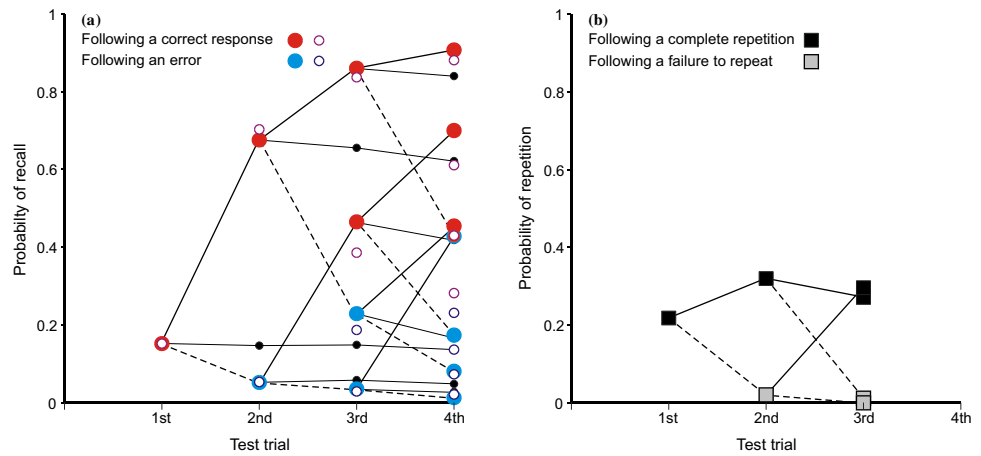 (a)
Following a correct response
Following an error
Probability of recall
1
0.8
0.6
0.4
0.2
0
1st
2nd
3rd
4th
Test trial
(b)
Following a complete repetition
Following a failure to repeat
Probability of repetition
1
0.8
0.6
0.4
0.2
0
1st
2nd
3rd
4th
Test trial